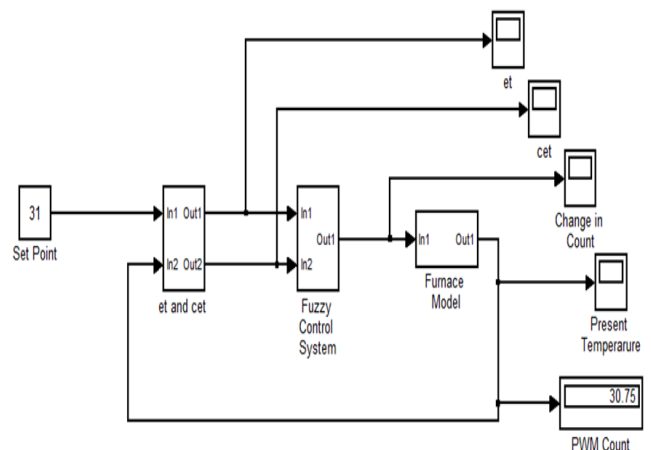 et
cet
31
Set Point
In1 Out1
In2 Out2
et and cet
In1
Out1
In2
Fuzzy
Control
System
In1 Out1
Furnace
Model
Change in
Count
Present
Temperarure
30.75
PWM Count